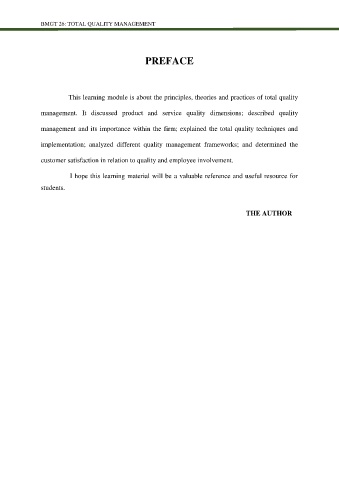 BMGT 26: TOTAL QUALITY MANAGEMENT
PREFACE
This learning module is about the principles, theories and practices of total quality
management. It discussed product and service quality dimensions; described quality
management and its importance within the firm; explained the total quality techniques and
implementation; analyzed different quality management frameworks; and determined the
customer satisfaction in relation to quality and employee involvement.
I hope this learning material will be a valuable reference and useful resource for
students.
THE AUTHOR